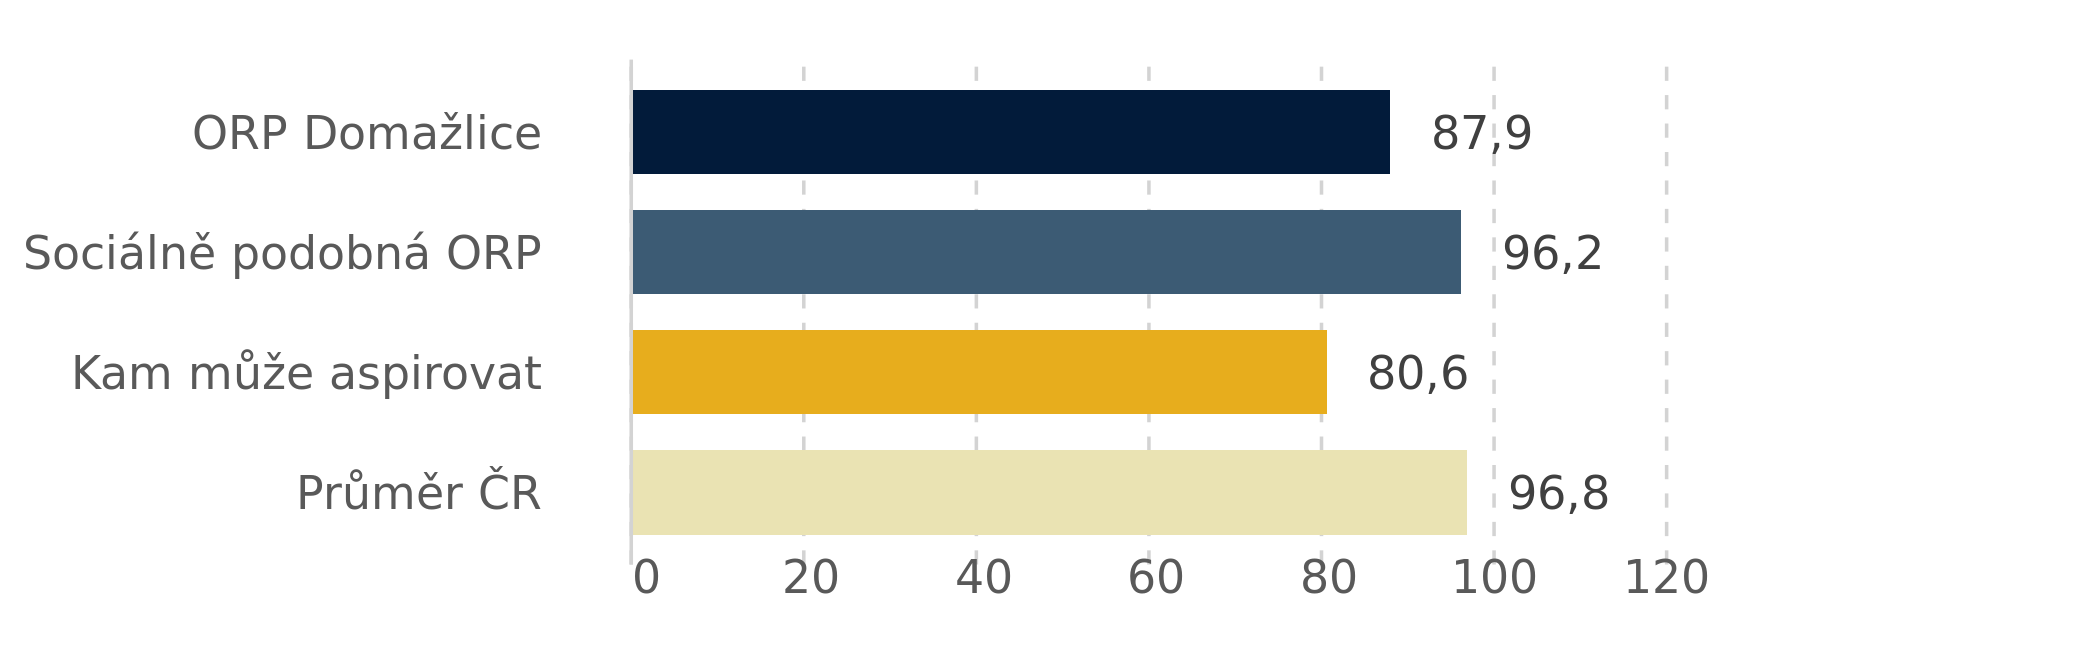 ORP Domažlice 87,9
Sociálně podobná ORP 96,2
Kam může aspirovat 80,6
Průměr ČR 96,8
0 20 40 60 80 100 120